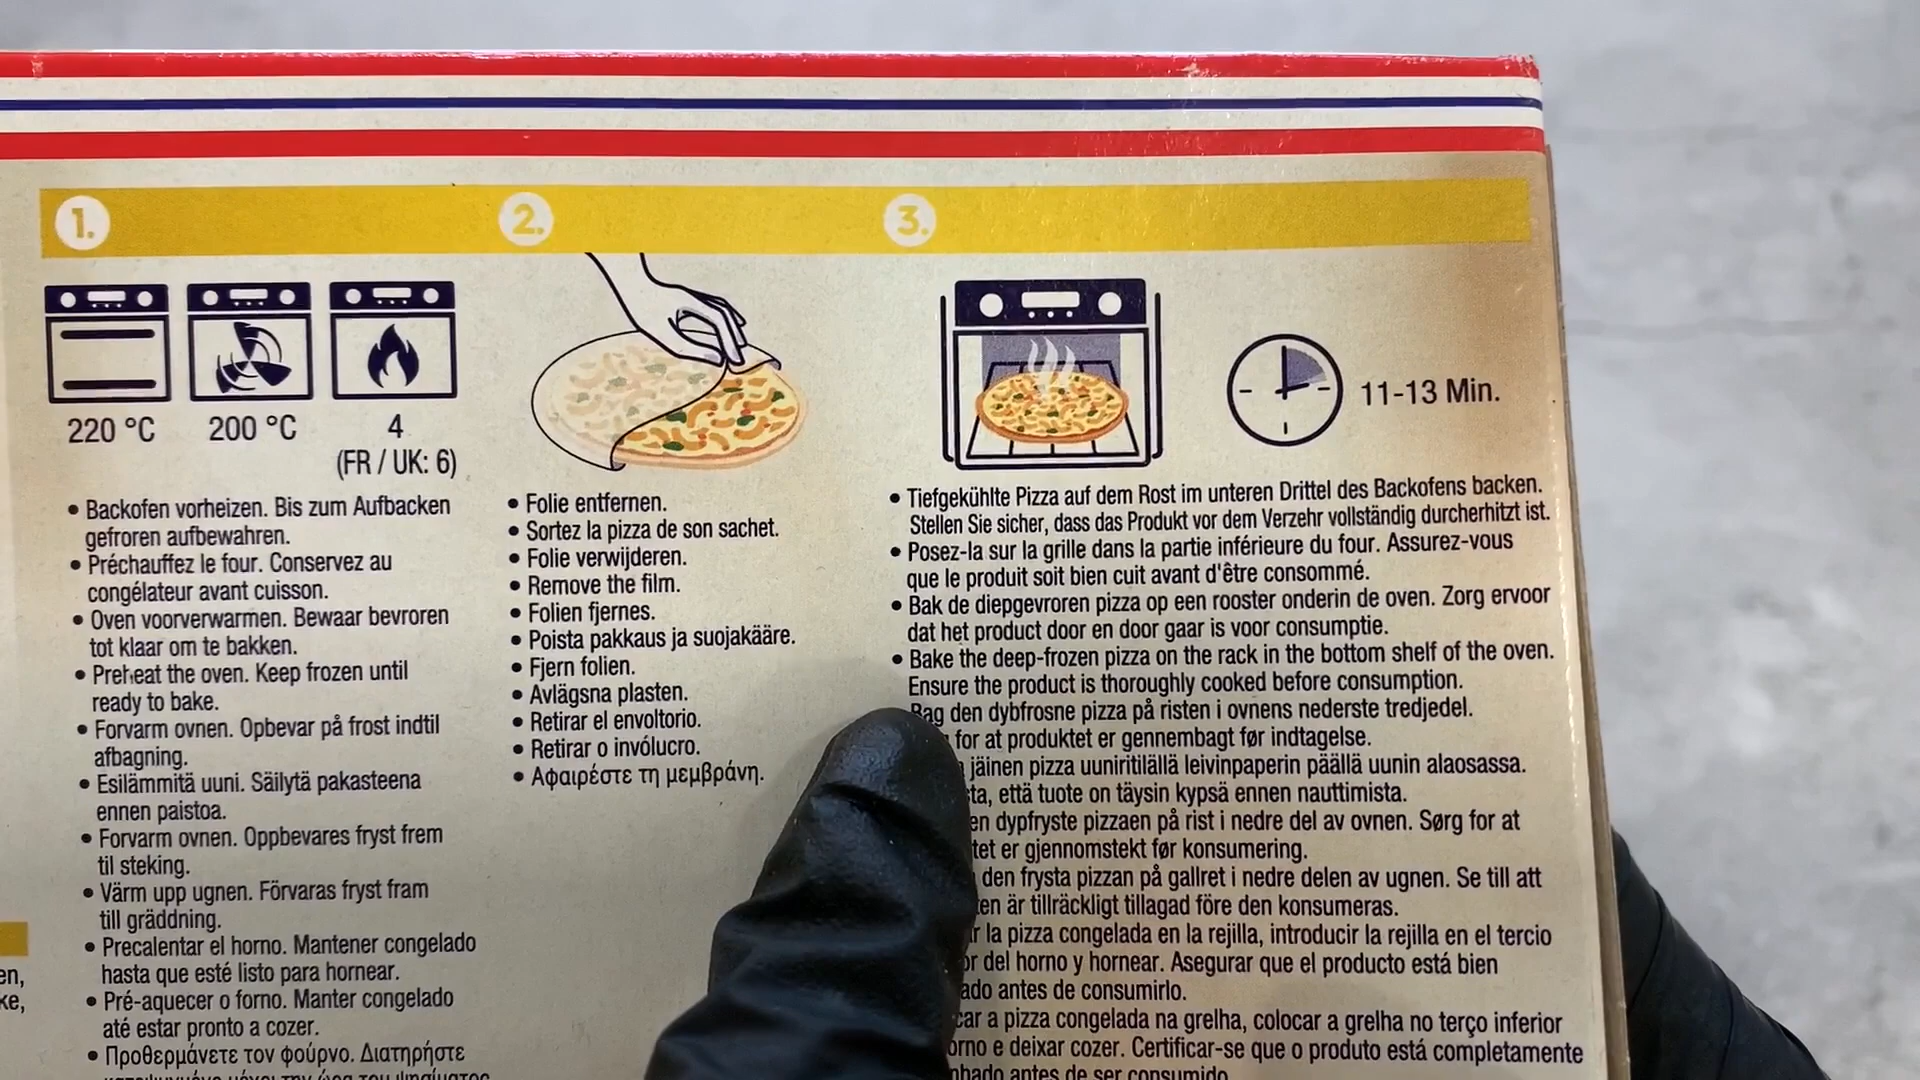 1.
2.
3.
220 °C
200 °C
4
(FR / UK: 6)
11-13 Min.
• Backofen vorheizen. Bis zum Aufbacken
gefroren aufbewahren.
• Préchauffez le four. Conservez au
congélateur avant cuisson.
• Oven voorverwarmen. Bewaar bevroren
tot klaar om te bakken.
• Preheat the oven. Keep frozen until
ready to bake.
• Forvarm ovnen. Opbevar på frost indtil
afbagning.
• Esilämmitä uuni. Säilytä pakasteena
ennen paistoa.
• Forvarm ovnen. Oppbevares fryst frem
til steking.
• Värm upp ugnen. Förvaras fryst fram
till gräddning.
• Precalentar el horno. Mantener congelado
hasta que esté listo para hornear.
• Pré-aquecer o forno. Manter congelado
até estar pronto a cozer.
• Προθερμάνετε τον φούρνο. Διατηρήστε
• Folie entfernen.
• Sortez la pizza de son sachet.
• Folie verwijderen.
• Remove the film.
• Folien fjernes.
• Poista pakkaus ja suojakääre.
• Fjern folien.
• Avlägsna plasten.
• Retirar el envoltorio.
• Retirar o invólucro.
• Αφαιρέστε τη μεμβράνη.
• Tiefgekühlte Pizza auf dem Rost im unteren Drittel des Backofens backen.
Stellen Sie sicher, dass das Produkt vor dem Verzehr vollständig durcherhitzt ist.
• Posez-la sur la grille dans la partie inférieure du four. Assurez-vous
que le produit soit bien cuit avant d'être consommé.
• Bak de diepgevroren pizza op een rooster onderin de oven. Zorg ervoor
dat het product door en door gaar is voor consumptie.
• Bake the deep-frozen pizza on the rack in the bottom shelf of the oven.
Ensure the product is thoroughly cooked before consumption.
Bag den dybfrosne pizza på risten i ovnens nederste tredjedel.
for at produktet er gennembagt før indtagelse.
jäinen pizza uuniritilällä leivinpaperin päällä uunin alaosassa.
ta, että tuote on täysin kypsä ennen nauttimista.
en dypfryste pizzaen på rist i nedre del av ovnen. Sørg for at
tet er gjennomstekt før konsumering.
den frysta pizzan på gallret i nedre delen av ugnen. Se till att
ten är tillräckligt tillagad före den konsumeras.
r la pizza congelada en la rejilla, introducir la rejilla en el tercio
or del horno y hornear. Asegurar que el producto está bien
ado antes de consumirlo.
car a pizza congelada na grelha, colocar a grelha no terço inferior
orno e deixar cozer. Certificar-se que o produto está completamente
nhado antes de ser consumido.
en,
ke,